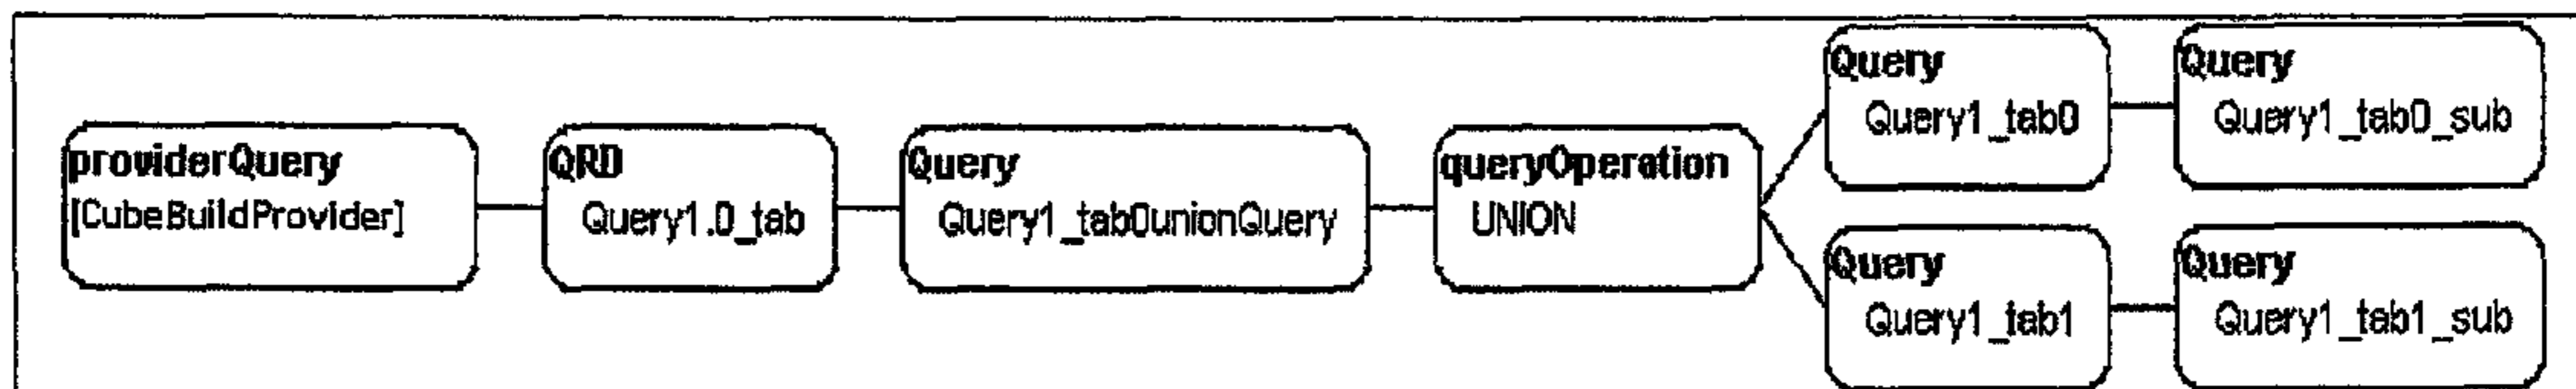 providerQuery
[CubeBuildProvider]
QRD
Query1.0_tab
Query
Query1_tab0unionQuery
queryOperation
UNION
Query
Query1_tab0
Query
Query1_tab0_sub
Query
Query1_tab1
Query
Query1_tab1_sub